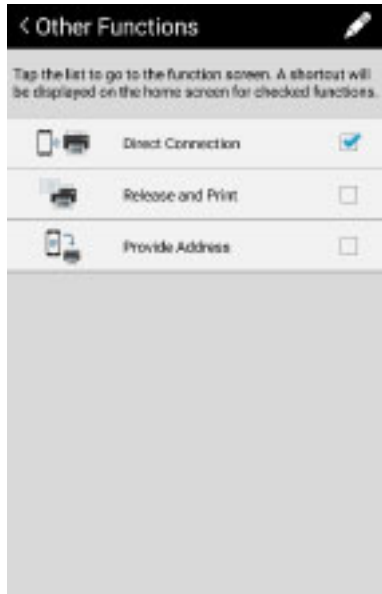 < Other Functions
Tap the list to go to the function screen. A shortcut will
be displayed on the home screen for checked functions.
Direct Connection
Release and Print
Provide Address